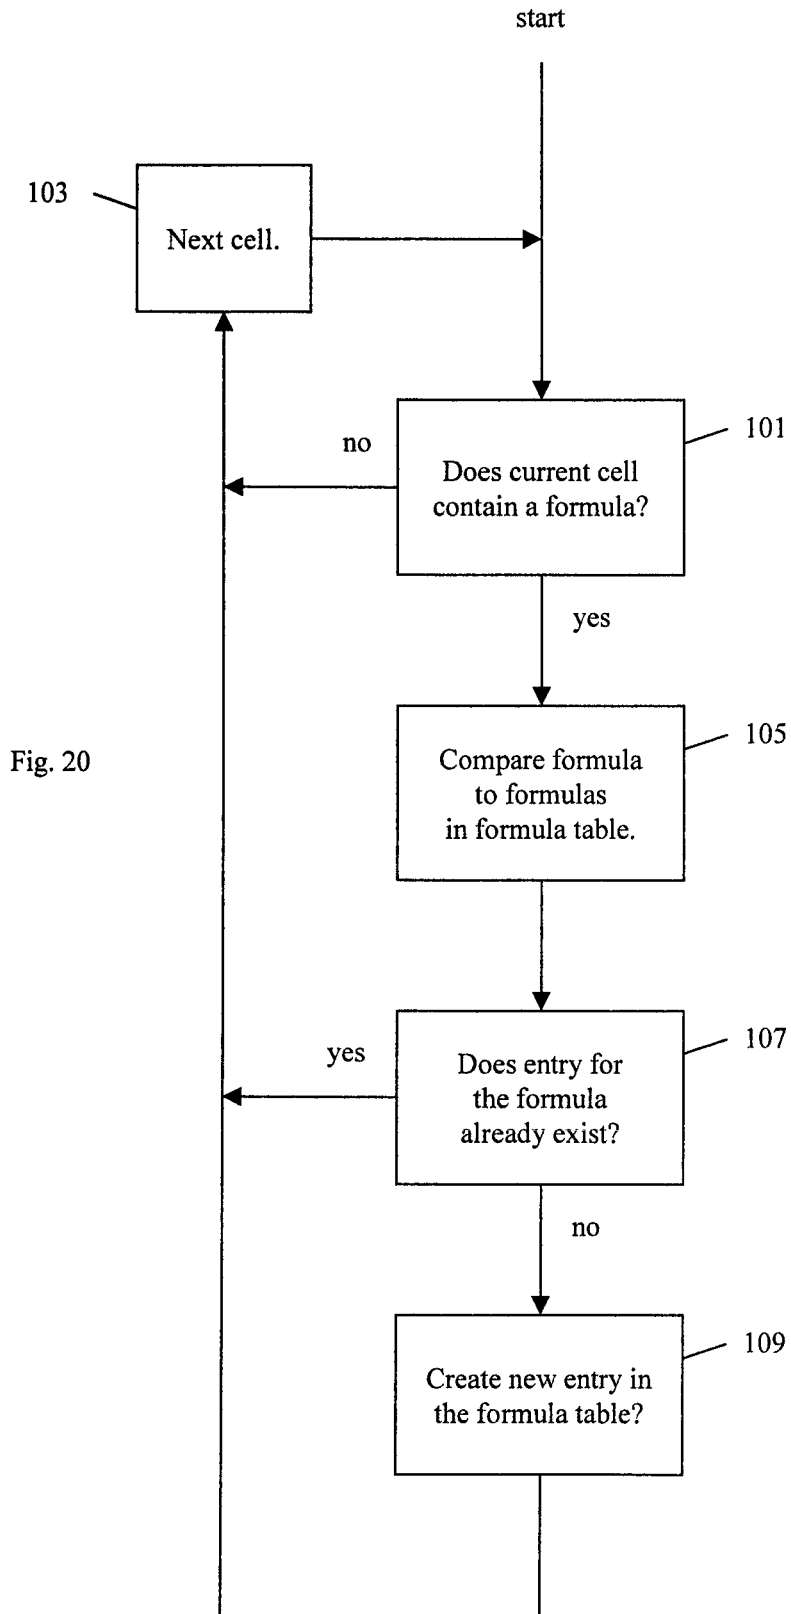 start
103
Next cell.
101
no
Does current cell
contain a formula?
yes
105
Fig. 20
Compare formula
to formulas
in formula table.
107
yes
Does entry for
the formula
already exist?
no
109
Create new entry in
the formula table?